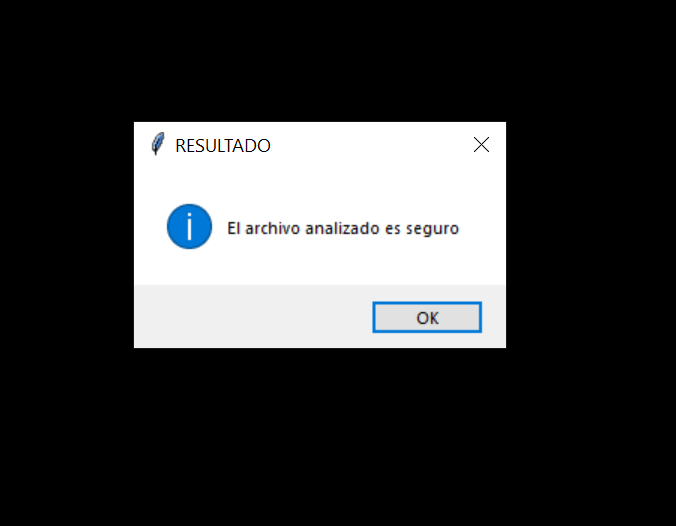 RESULTADO
El archivo analizado es seguro
OK